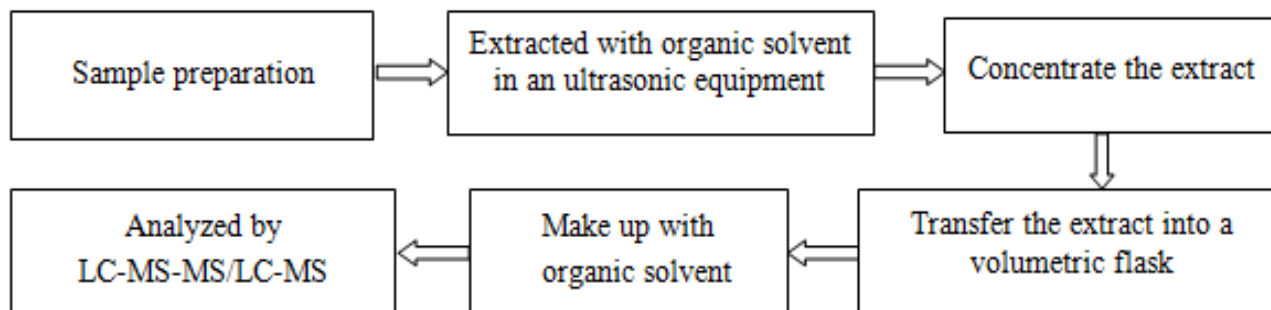 Sample preparation
Extracted with organic solvent
in an ultrasonic equipment
Concentrate the extract
Transfer the extract into a
volumetric flask
Make up with
organic solvent
Analyzed by
LC-MS-MS/LC-MS